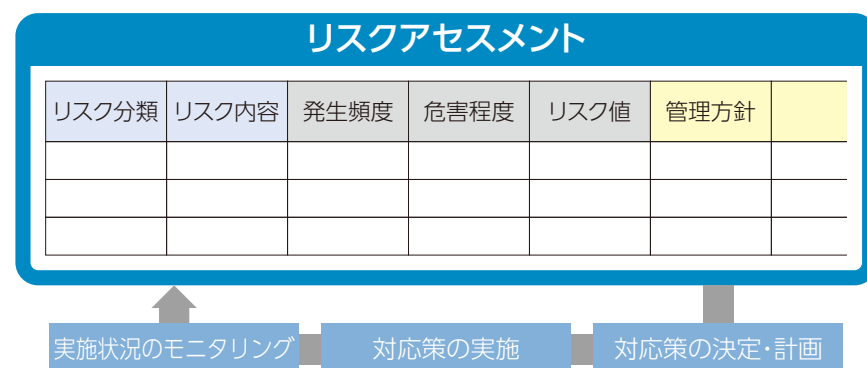 リスクアセスメント
リスク分類 リスク内容 発生頻度 危害程度 リスク値 管理方針
実施状況のモニタリング 対応策の実施 対応策の決定・計画